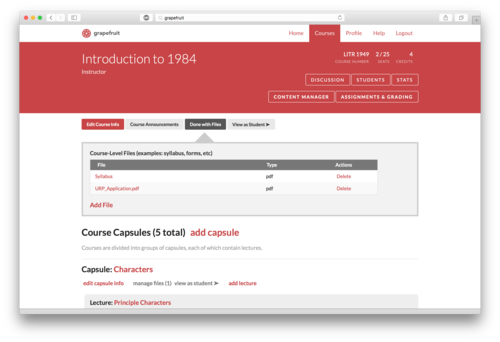 grapefruit
grapefruit
Home Courses Profile Help Logout
Introduction to 1984
Instructor
LITR 1949 2 / 25 4
COURSE NUMBER SEATS CREDITS
DISCUSSION STUDENTS STATS
CONTENT MANAGER ASSIGNMENTS & GRADING
Edit Course Info Course Announcements Done with Files View as Student ➤
Course-Level Files (examples: syllabus, forms, etc)
File Type Actions
Syllabus pdf Delete
URP_Application.pdf pdf Delete
Add File
Course Capsules (5 total) add capsule
Courses are divided into groups of capsules, each of which contain lectures.
Capsule: Characters
edit capsule info manage files (1) view as student ➤ add lecture
Lecture: Principle Characters